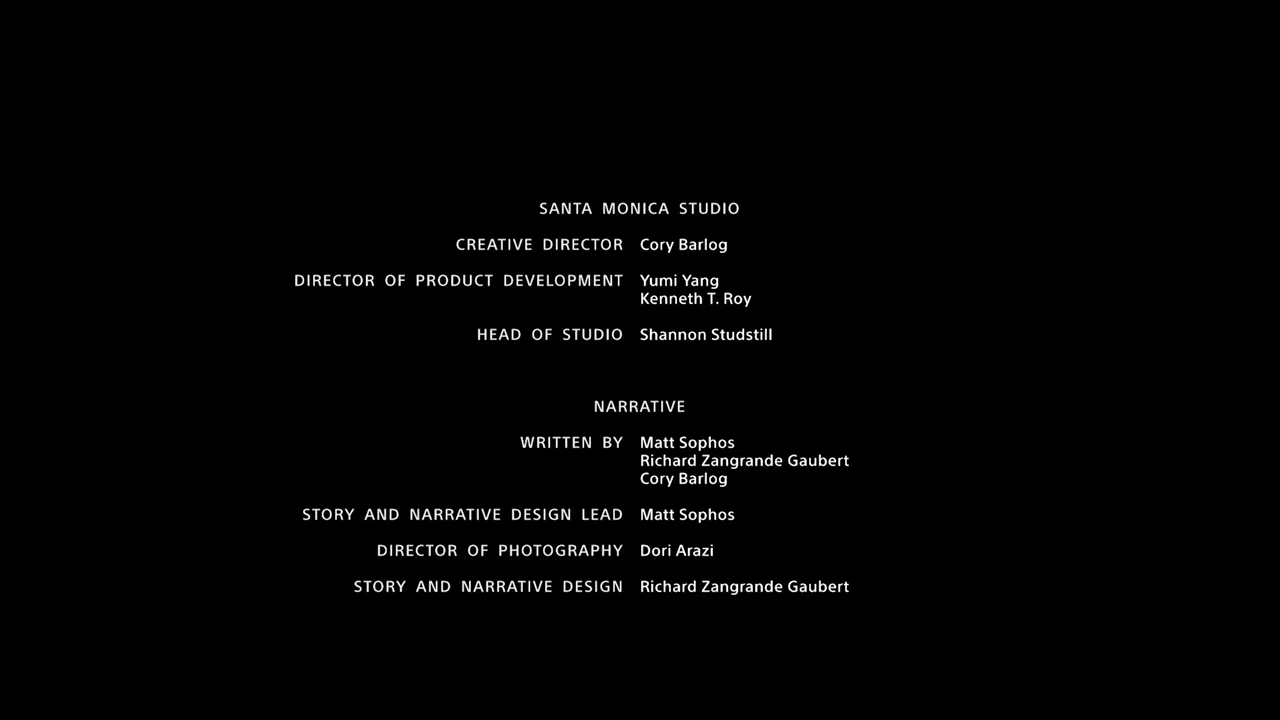 SANTA MONICA STUDIO
CREATIVE DIRECTOR Cory Barlog
DIRECTOR OF PRODUCT DEVELOPMENT Yumi Yang
Kenneth T. Roy
HEAD OF STUDIO Shannon Studstill
NARRATIVE
WRITTEN BY Matt Sophos
Richard Zangrande Gaubert
Cory Barlog
STORY AND NARRATIVE DESIGN LEAD Matt Sophos
DIRECTOR OF PHOTOGRAPHY Dori Arazi
STORY AND NARRATIVE DESIGN Richard Zangrande Gaubert